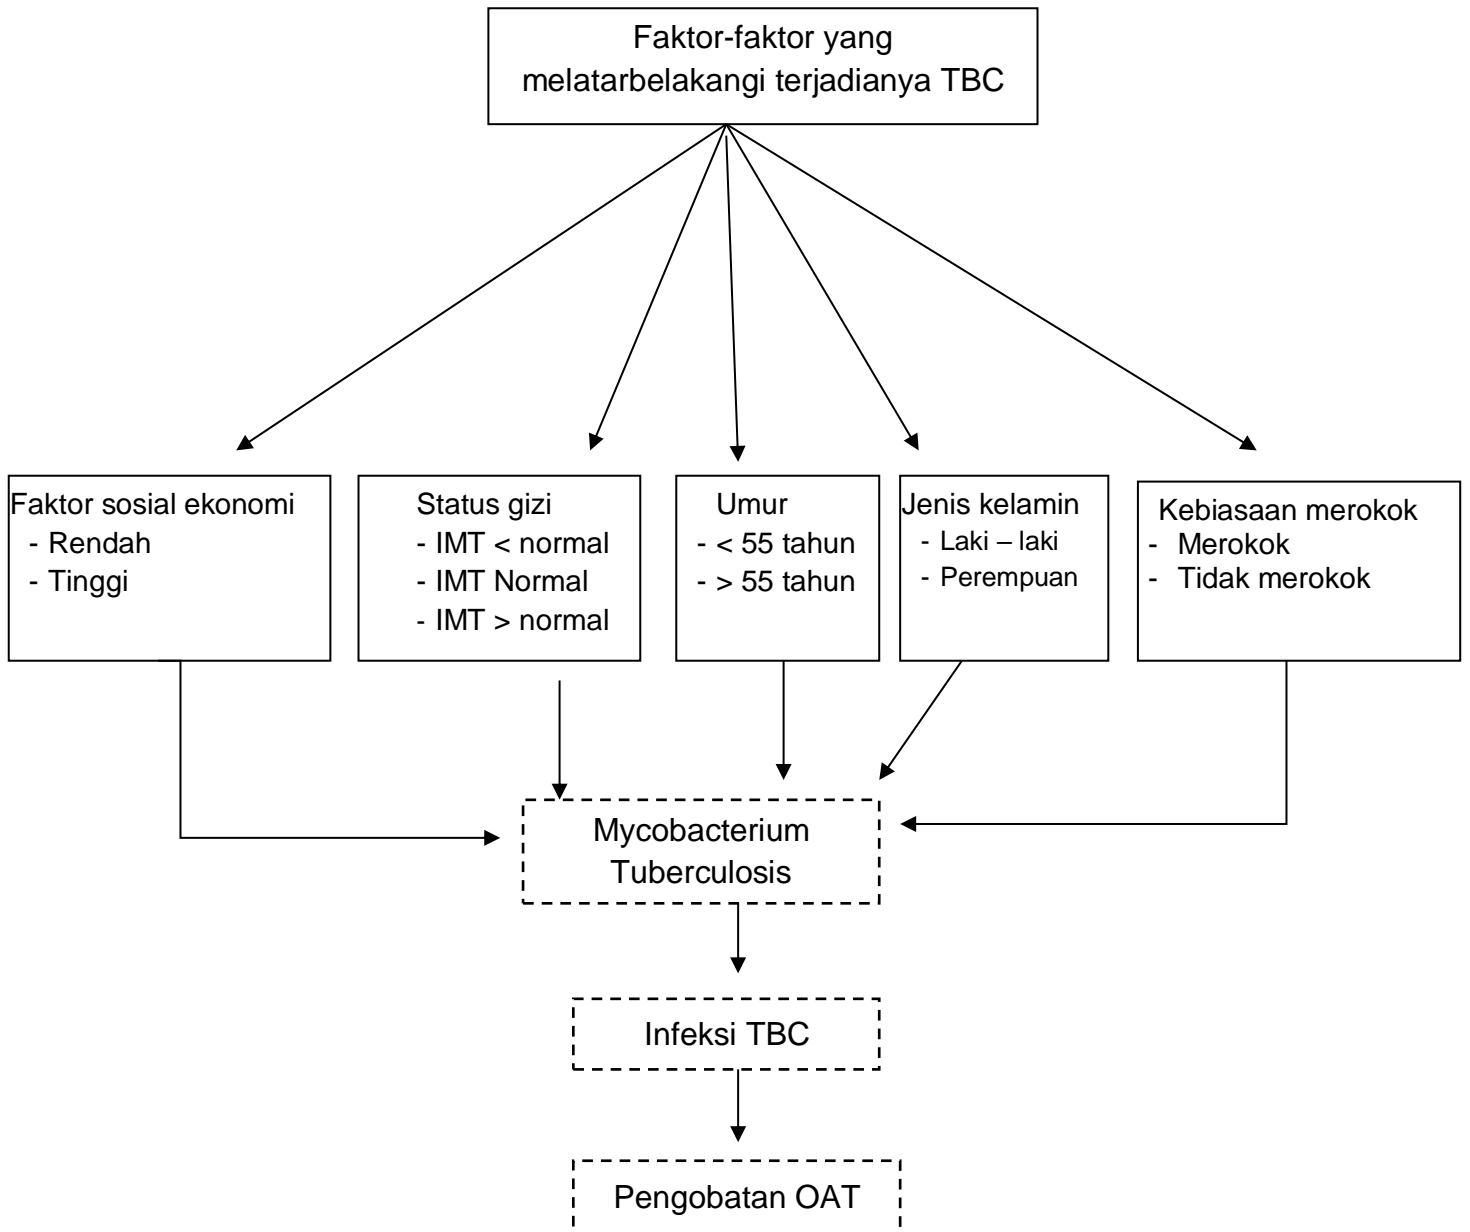 Faktor-faktor yang
melatarbelakangi terjadianya TBC
Faktor sosial ekonomi
- Rendah
- Tinggi
Status gizi
- IMT < normal
- IMT Normal
- IMT > normal
Umur
- < 55 tahun
- > 55 tahun
Jenis kelamin
- Laki – laki
- Perempuan
Kebiasaan merokok
- Merokok
- Tidak merokok
Mycobacterium
Tuberculosis
Infeksi TBC
Pengobatan OAT